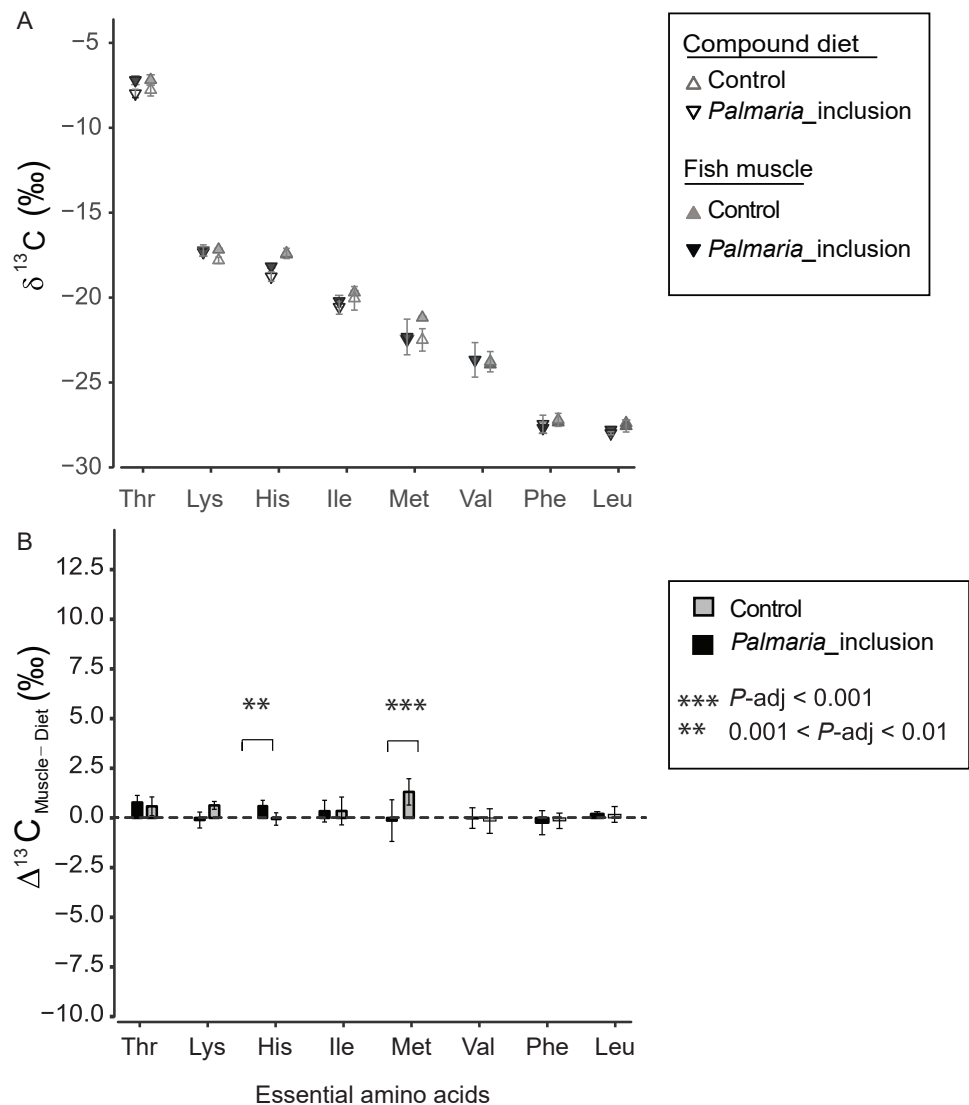 A
δ ¹³C (‰)
−5
−10
−15
−20
−25
−30
Thr Lys His Ile Met Val Phe Leu
Compound diet
Control
Palmaria_inclusion
Fish muscle
Control
Palmaria_inclusion
B
Δ¹³C Muscle− Diet (‰)
12.5
10.0
7.5
5.0
2.5
0.0
−2.5
−5.0
−7.5
−10.0
** ***
Thr Lys His Ile Met Val Phe Leu
Essential amino acids
Control
Palmaria_inclusion
*** P-adj < 0.001
** 0.001 < P-adj < 0.01